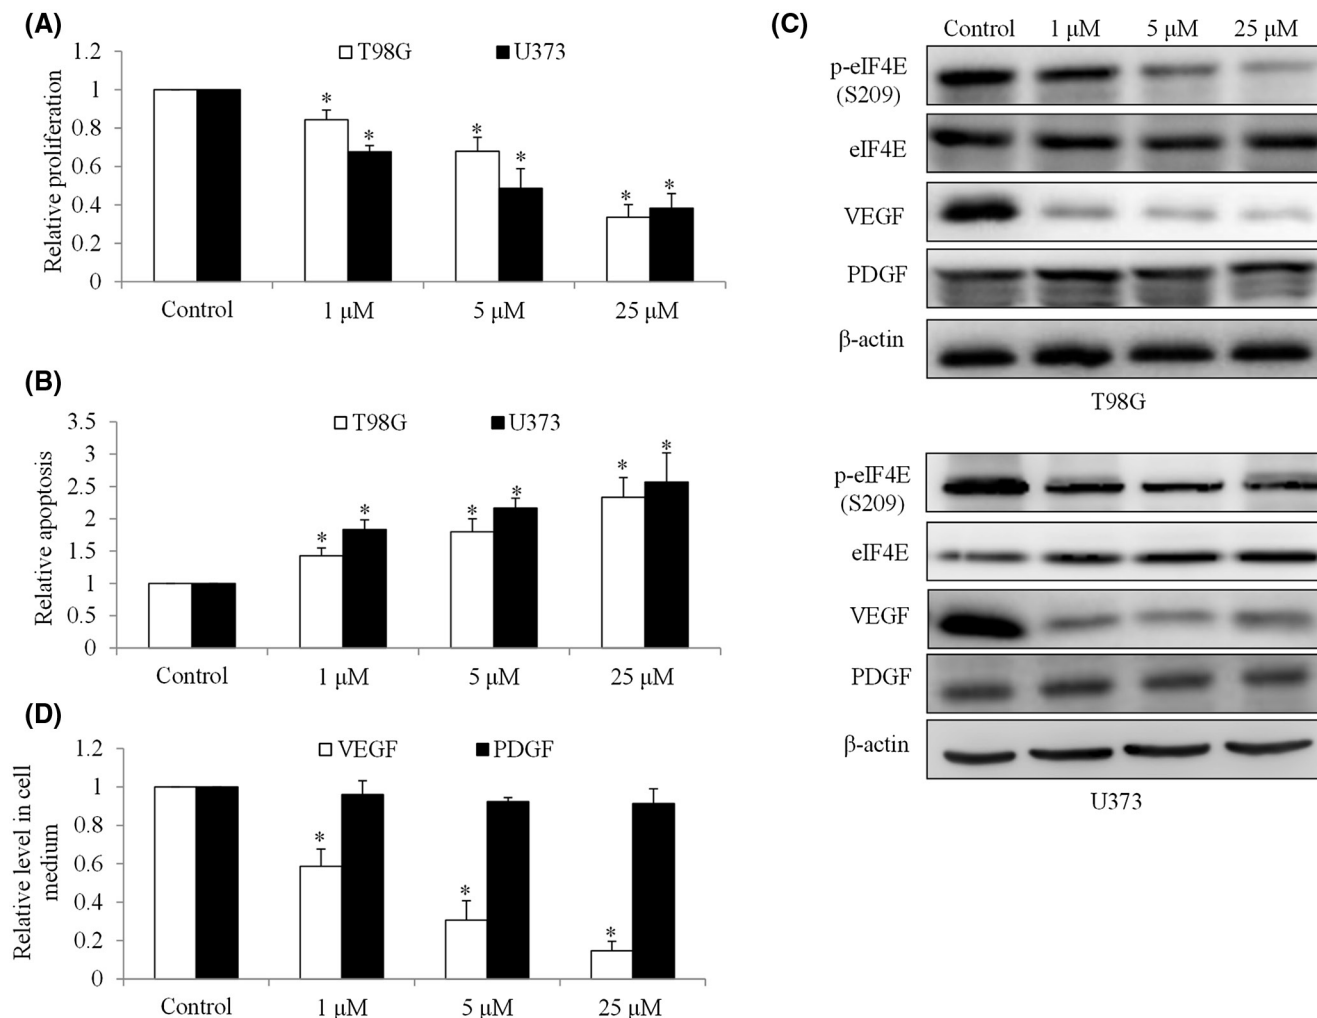 (A)
T98G U373
Relative proliferation
1.2
1
0.8
0.6
0.4
0.2
0
* * * * * *
Control 1 μM 5 μM 25 μM
(B)
T98G U373
Relative apoptosis
3.5
3
2.5
2
1.5
1
0.5
0
* * * * * *
Control 1 μM 5 μM 25 μM
(D)
VEGF PDGF
Relative level in cell
medium
1.2
1
0.8
0.6
0.4
0.2
0
* * *
Control 1 μM 5 μM 25 μM
(C)
Control 1 μM 5 μM 25 μM
p-eIF4E
(S209)
eIF4E
VEGF
PDGF
β-actin
T98G
p-eIF4E
(S209)
eIF4E
VEGF
PDGF
β-actin
U373